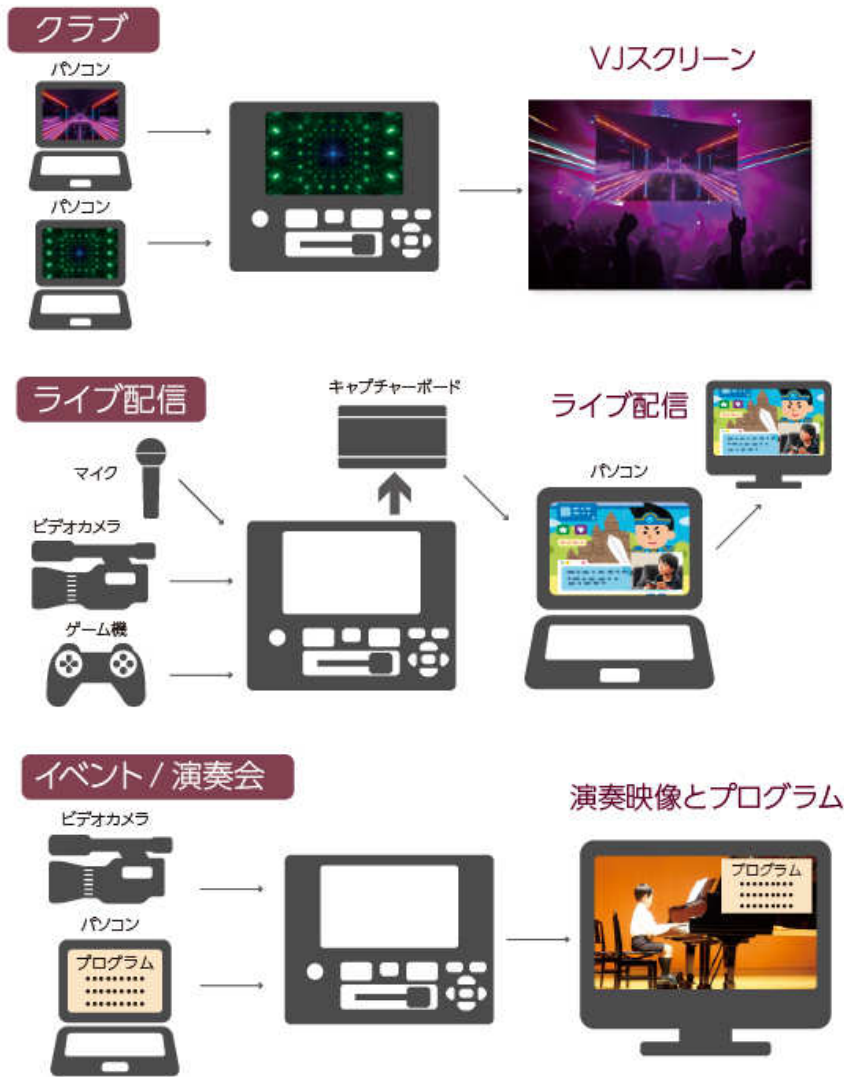 クラブ
パソコン
VJスクリーン
パソコン
ライブ配信
キャプチャーボード
ライブ配信
マイク
パソコン
ビデオカメラ
ゲーム機
イベント / 演奏会
ビデオカメラ
演奏映像とプログラム
プログラム
パソコン
プログラム